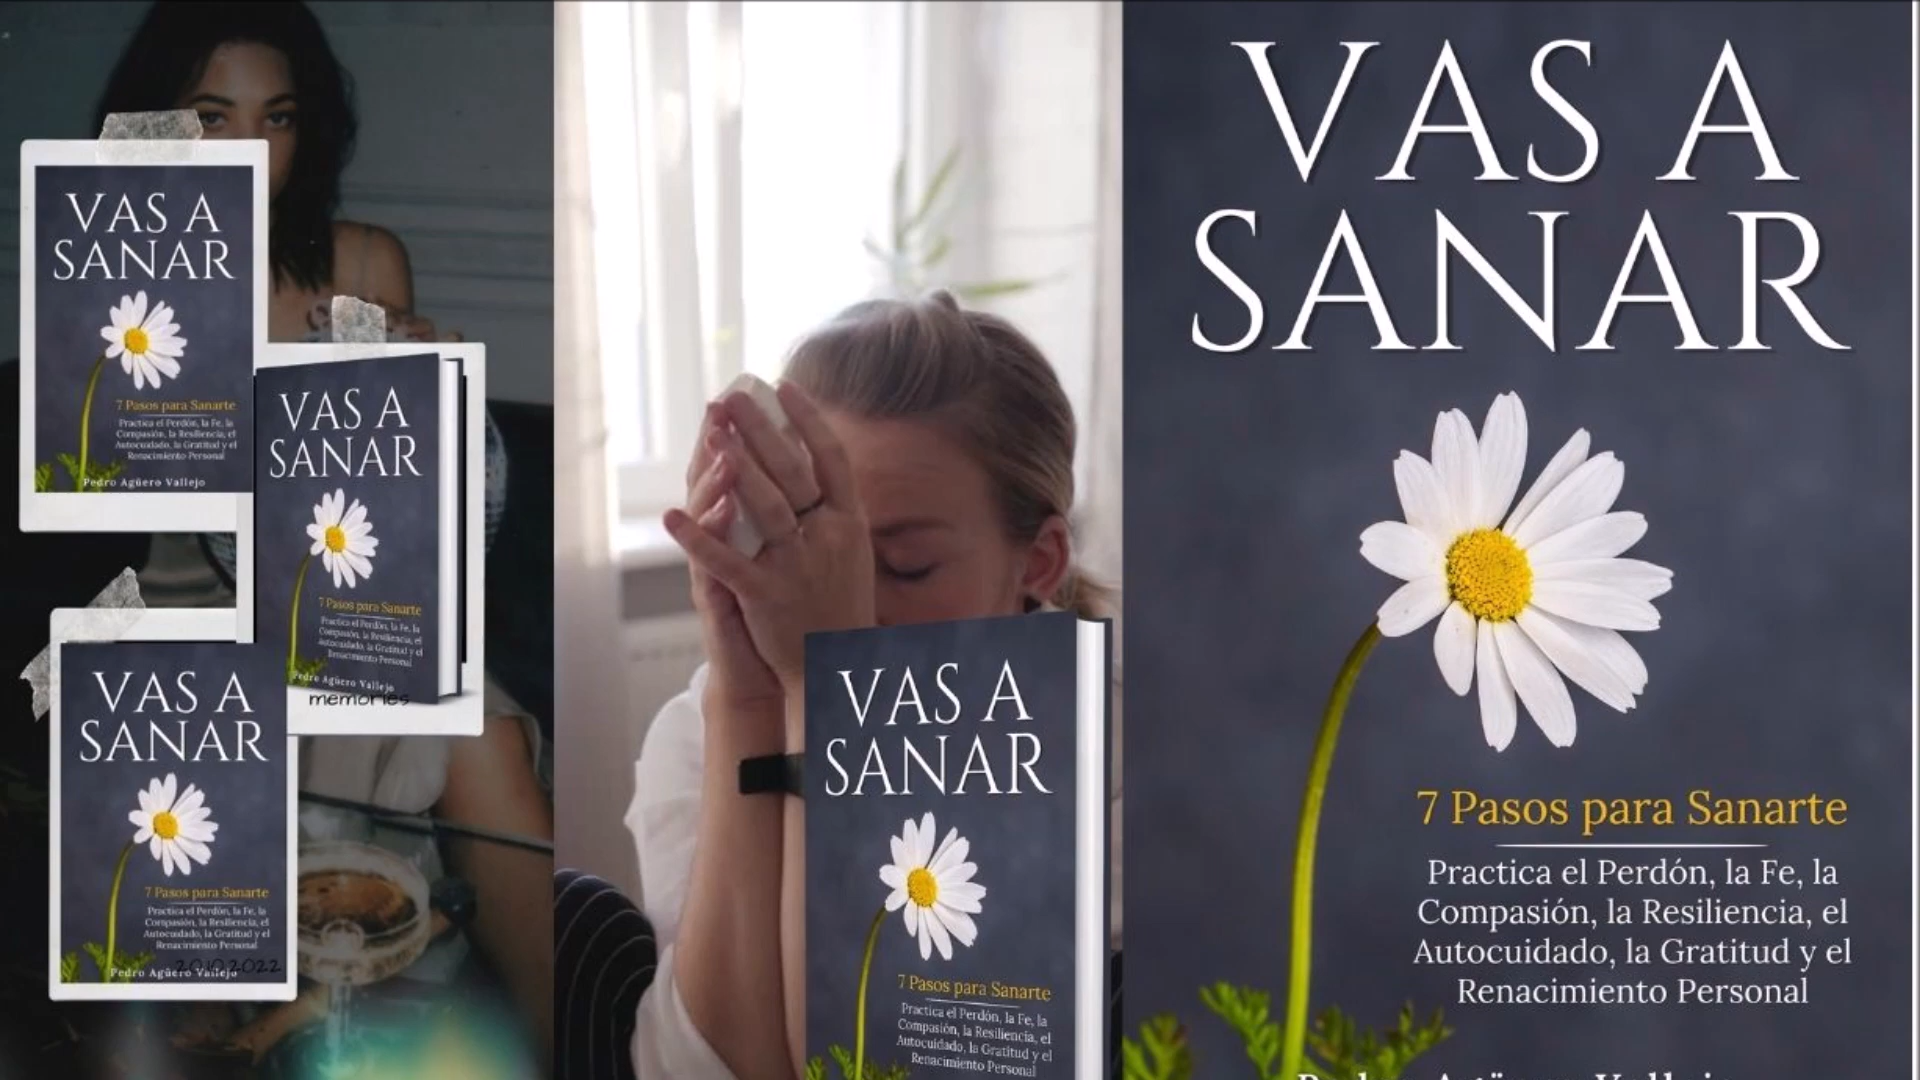 VAS A
SANAR
7 Pasos para Sanarte
Practica el Perdón, la Fe, la
Compasión, la Resiliencia, el
Autocuidado, la Gratitud y el
Renacimiento Personal
Pedro Agüero Vallejo
VAS A
SANAR
7 Pasos para Sanarte
Practica el Perdón, la Fe, la
Compasión, la Resiliencia, el
Autocuidado, la Gratitud y el
Renacimiento Personal
Pedro Agüero Vallejo
memories
VAS A
SANAR
7 Pasos para Sanarte
Practica el Perdón, la Fe, la
Compasión, la Resiliencia, el
Autocuidado, la Gratitud y el
Renacimiento Personal
Pedro Agüero Vallejo
VAS A
SANAR
7 Pasos para Sanarte
Practica el Perdón, la Fe, la
Compasión, la Resiliencia, el
Autocuidado, la Gratitud y el
Renacimiento Personal
VAS A
SANAR
7 Pasos para Sanarte
Practica el Perdón, la Fe, la
Compasión, la Resiliencia, el
Autocuidado, la Gratitud y el
Renacimiento Personal